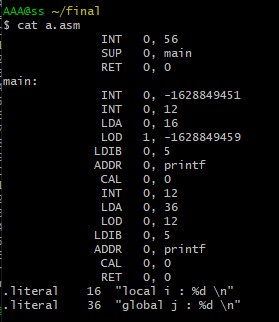 AAA@ss ~/final
$ cat a.asm
INT 0, 56
SUP 0, main
RET 0, 0
main:
INT 0, -1628849451
INT 0, 12
LDA 0, 16
LOD 1, -1628849459
LDIB 0, 5
ADDR 0, printf
CAL 0, 0
INT 0, 12
LDA 0, 36
LOD 0, 12
LDIB 0, 5
ADDR 0, printf
CAL 0, 0
RET 0, 0
.literal 16 "local i : %d \n"
.literal 36 "global j : %d \n"